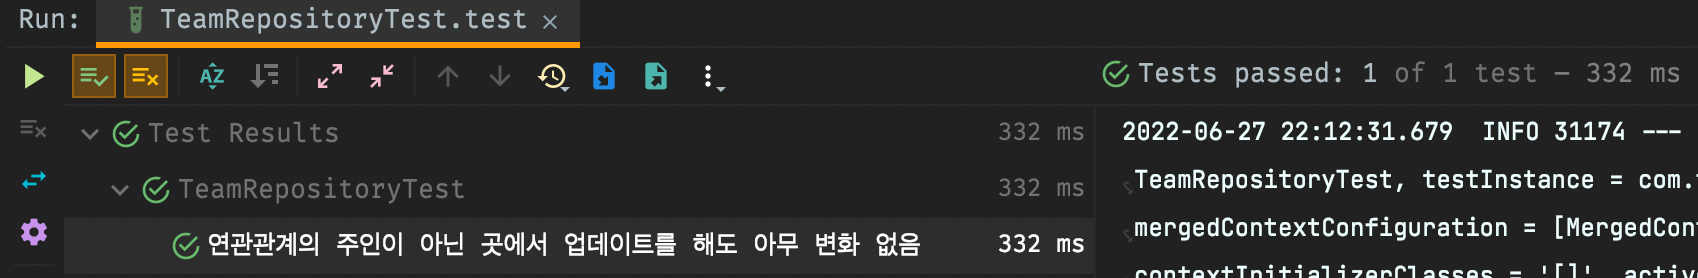 Run: TeamRepositoryTest.test ×
AZ
Tests passed: 1 of 1 test – 332 ms
Test Results 332 ms
TeamRepositoryTest 332 ms
연관관계의 주인이 아닌 곳에서 업데이트를 해도 아무 변화 없음 332 ms
2022-06-27 22:12:31.679 INFO 31174 ---
TeamRepositoryTest, testInstance = com.
mergedContextConfiguration = [MergedCon
contextInitializerClasses = '[]', activ